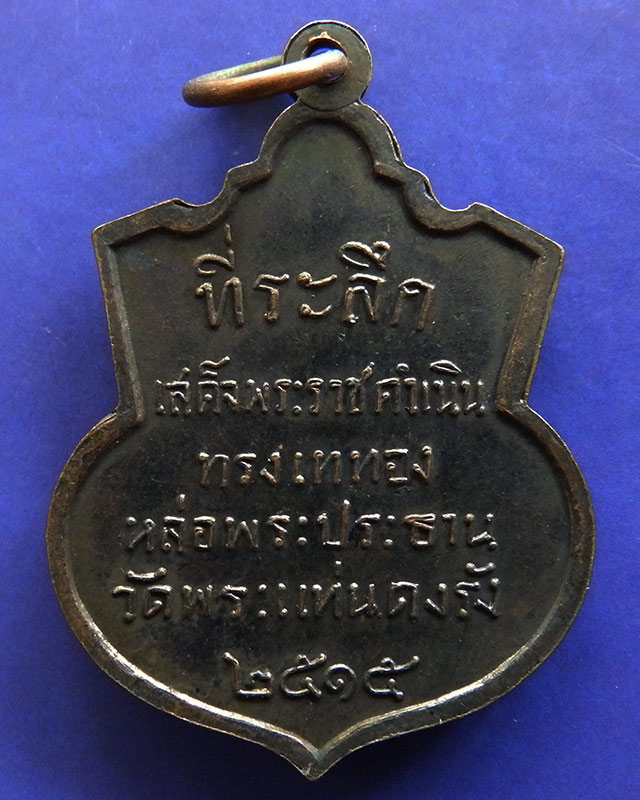 ที่ระลึก
เสด็จพระราชดำเนิน
ทรงเททอง
หล่อพระประธาน
วัดพระแท่นดงรัง
๒๕๑๕